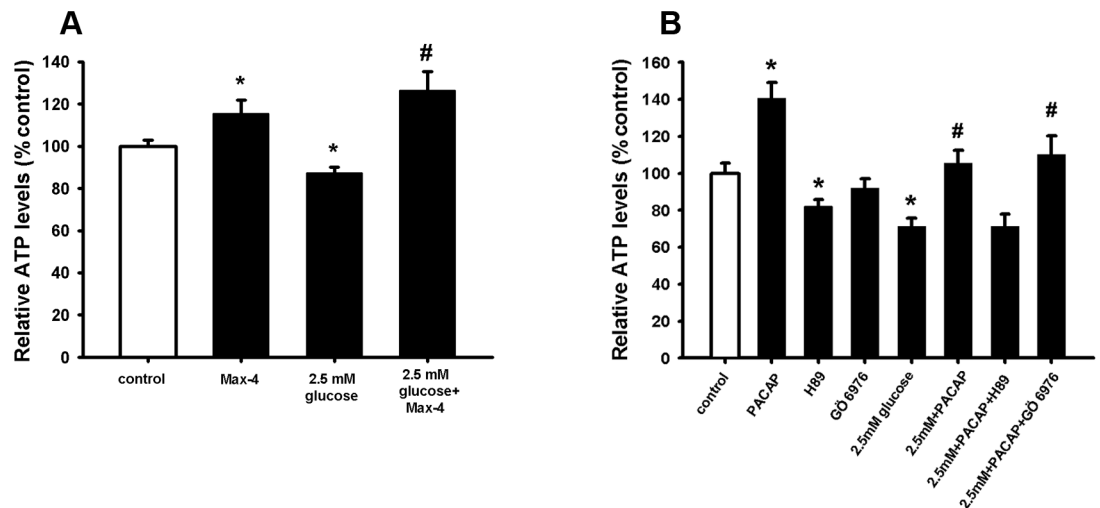 A
Relative ATP levels (% control)
140
120
100
80
60
40
20
0
*
*
#
control
Max-4
2.5 mM
glucose
2.5 mM
glucose+
Max-4
B
Relative ATP levels (% control)
160
140
120
100
80
60
40
20
0
*
*
*
#
#
control
PACAP
H89
GÖ 6976
2.5mM glucose
2.5mM+PACAP
2.5mM+PACAP+H89
2.5mM+PACAP+GÖ 6976